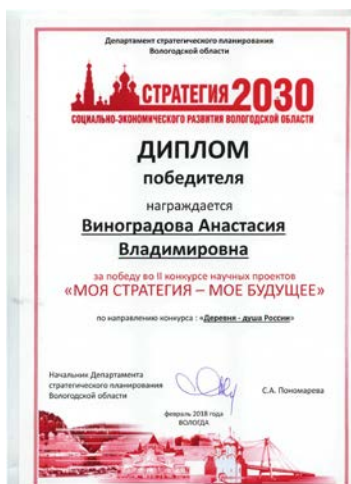 Департамент стратегического планирования
Вологодской области
СТРАТЕГИЯ 2030
СОЦИАЛЬНО-ЭКОНОМИЧЕСКОГО РАЗВИТИЯ ВОЛОГОДСКОЙ ОБЛАСТИ
ДИПЛОМ
победителя
награждается
Виноградова Анастасия
Владимировна
за победу во II конкурсе научных проектов
«МОЯ СТРАТЕГИЯ – МОЕ БУДУЩЕЕ»
по направлению конкурса : «Деревня - душа России»
Начальник Департамента
стратегического планирования
Вологодской области
С.А. Пономарева
февраль 2018 года
ВОЛОГДА